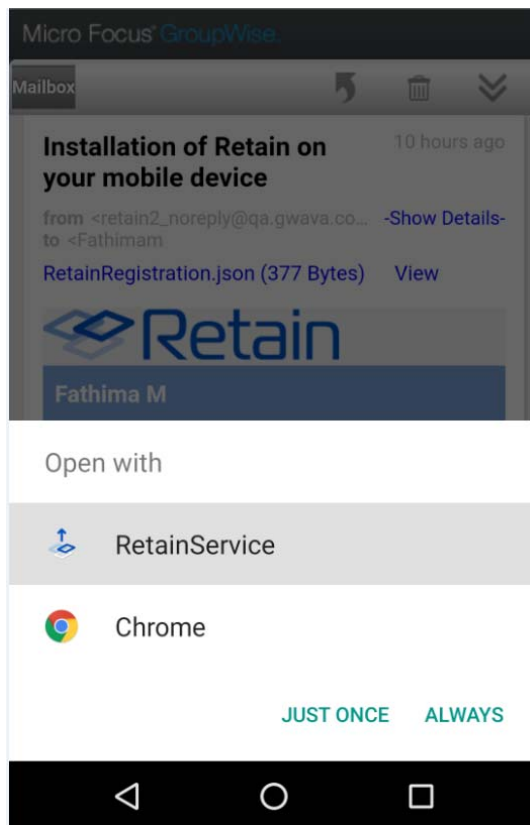 Micro Focus® GroupWise.
Mailbox
Installation of Retain on your mobile device
10 hours ago
from <retain2_noreply@qa.gwava.co... -Show Details-
to <Fathimam
RetainRegistration.json (377 Bytes) View
Retain
Fathima M
Open with
RetainService
Chrome
JUST ONCE ALWAYS